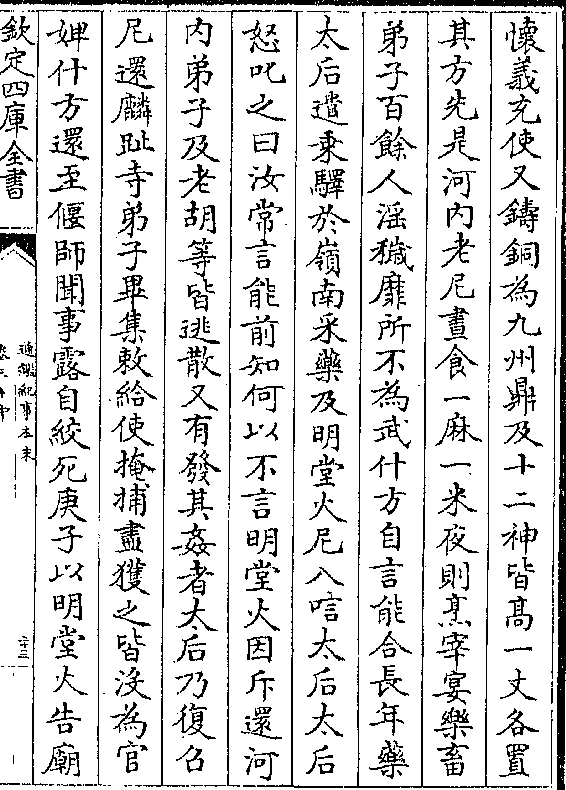 懷義充使又鑄銅為九州鼎及十二神皆髙一丈各置
其方先是河内老尼晝食一麻一米夜則烹宰宴樂畜
弟子百餘人淫穢靡所不為武什方自言能合長年藥
太后遣乗驛於嶺南采藥及明堂火尼入唁太后太后
怒叱之曰汝常言能前知何以不言明堂火因斥還河
内弟子及老胡等皆逃散又有發其姦者太后乃復召
尼還麟趾寺弟子畢集敕給使掩捕盡獲之皆沒為官
婢什方還至偃師聞事露自絞死庚子以明堂火告廟
欽定四庫全書
通鑑紀事本末
二十三